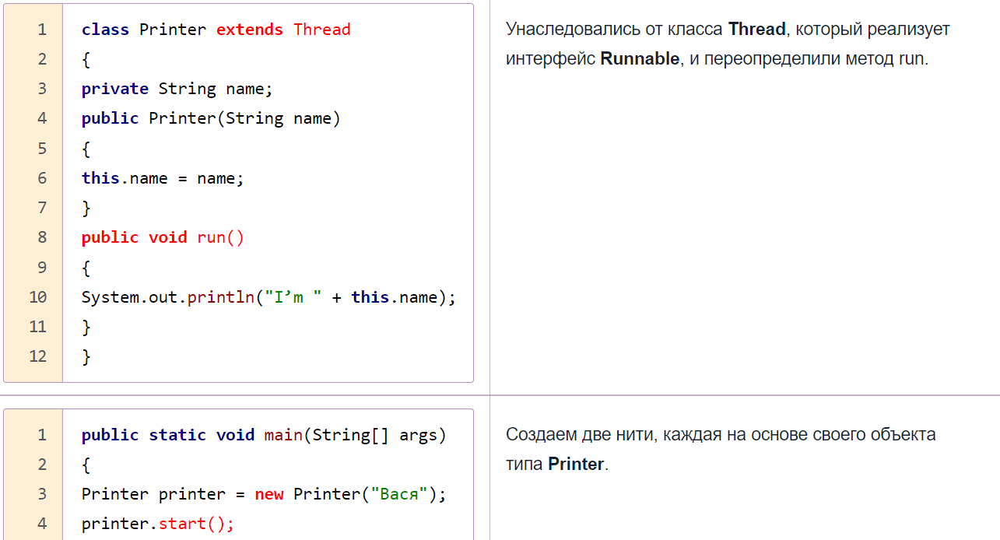 1 class Printer extends Thread
2 {
3 private String name;
4 public Printer(String name)
5 {
6 this.name = name;
7 }
8 public void run()
9 {
10 System.out.println("I’m " + this.name);
11 }
12 }
Унаследовались от класса Thread, который реализует
интерфейс Runnable, и переопределили метод run.
1 public static void main(String[] args)
2 {
3 Printer printer = new Printer("Вася");
4 printer.start();
Создаем две нити, каждая на основе своего объекта
типа Printer.